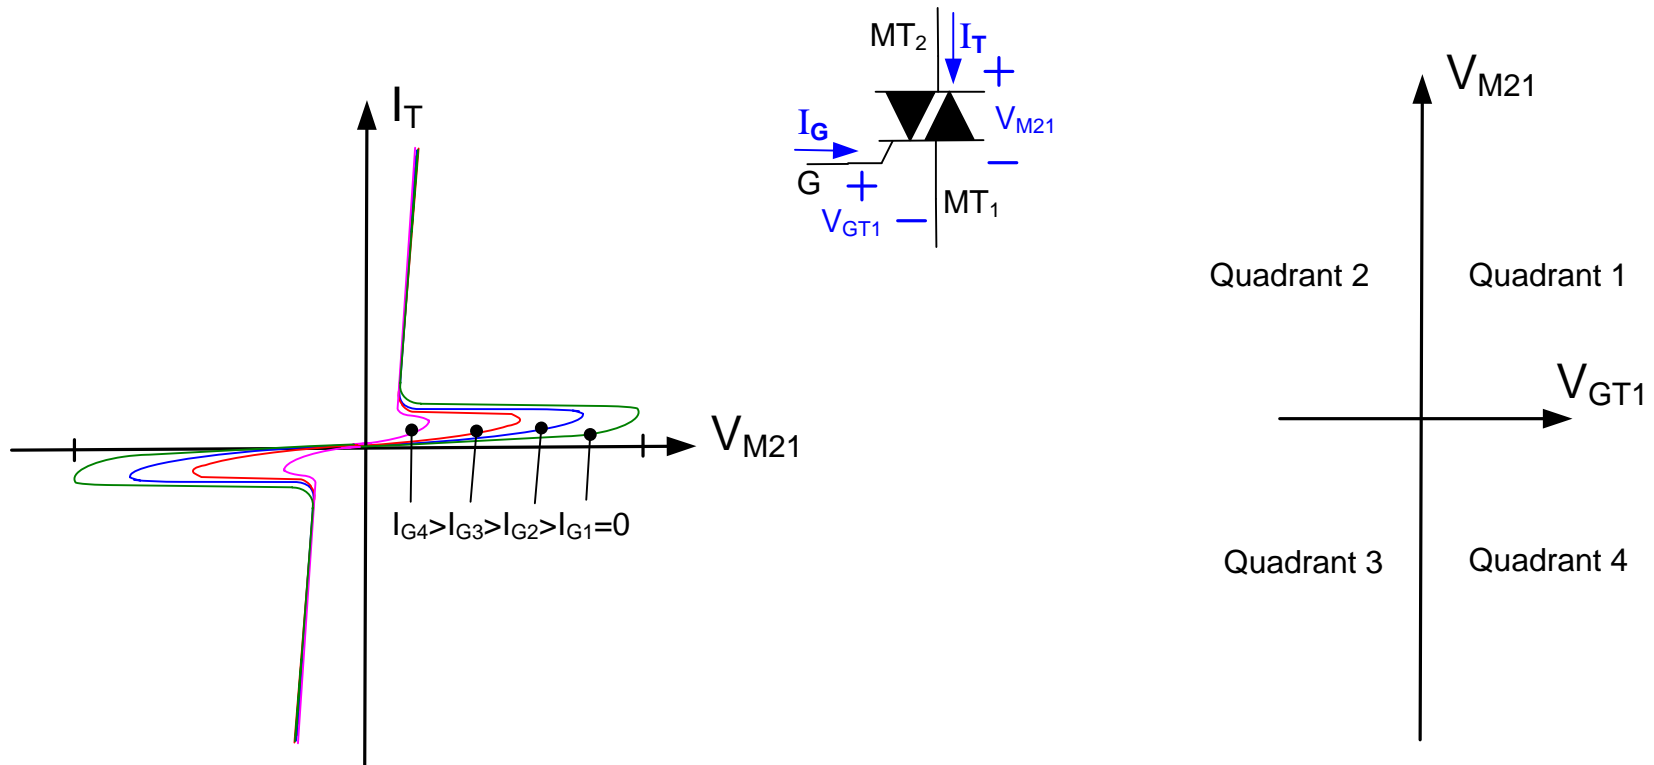 I_T
V_M21
I_G4>I_G3>I_G2>I_G1=0
MT_2
I_T
+
V_M21
−
I_G
G
+
V_GT1
−
MT_1
V_M21
Quadrant 2
Quadrant 1
V_GT1
Quadrant 3
Quadrant 4